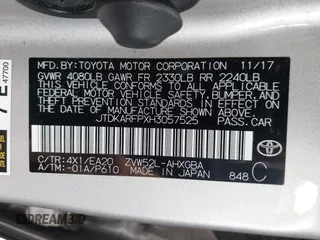 MFD. BY: TOYOTA MOTOR CORPORATION 11/17
GVWR 4080LB GAWR FR 2330LB RR 2240LB
THIS VEHICLE CONFORMS TO ALL APPLICABLE
FEDERAL MOTOR VEHICLE SAFETY, BUMPER, AND
THEFT PREVENTION STANDARDS IN EFFECT ON
THE DATE OF MANUFACTURE SHOWN ABOVE.
JTDKARFPXH3057525 PASS.CAR
C/TR: 4X1/EA20 ZVW52L-AHXGBA
A/TM: -01A/P610 MADE IN JAPAN 848 C
47700
DREAMBID